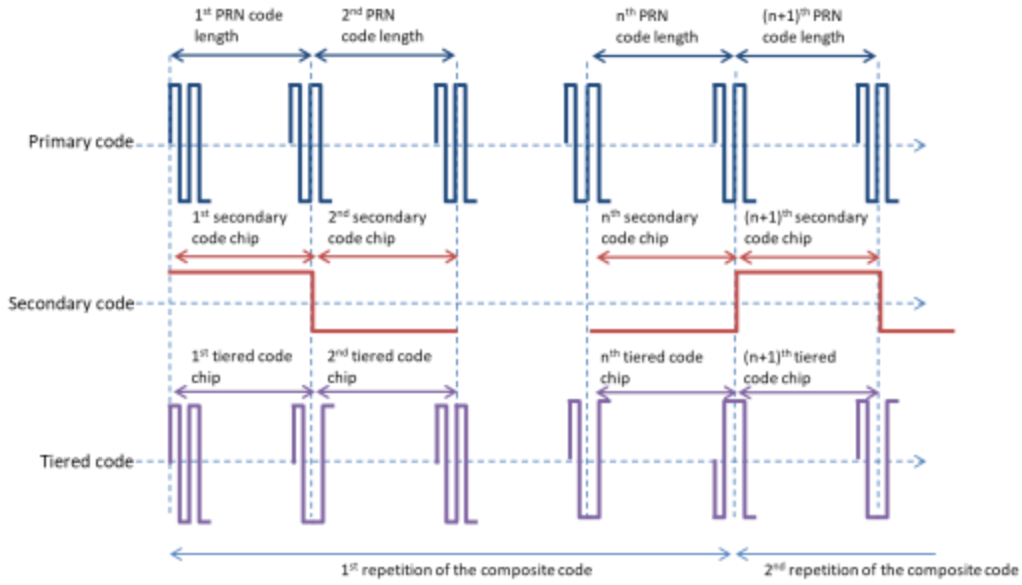 1st PRN code
length
2nd PRN
code length
nth PRN
code length
(n+1)th PRN
code length
Primary code
1st secondary
code chip
2nd secondary
code chip
nth secondary
code chip
(n+1)th secondary
code chip
Secondary code
1st tiered code
chip
2nd tiered code
chip
nth tiered code
chip
(n+1)th tiered
code chip
Tiered code
1st repetition of the composite code
2nd repetition of the composite code